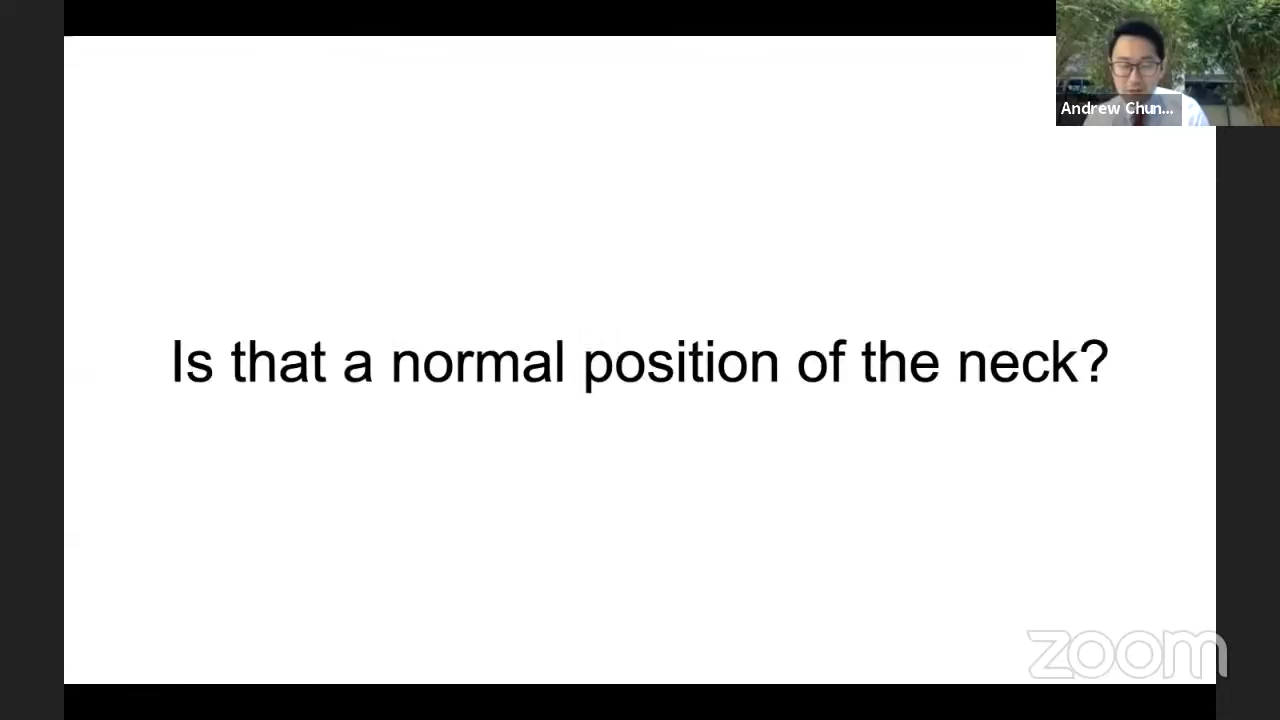 Andrew Chun...
Is that a normal position of the neck?
zoom